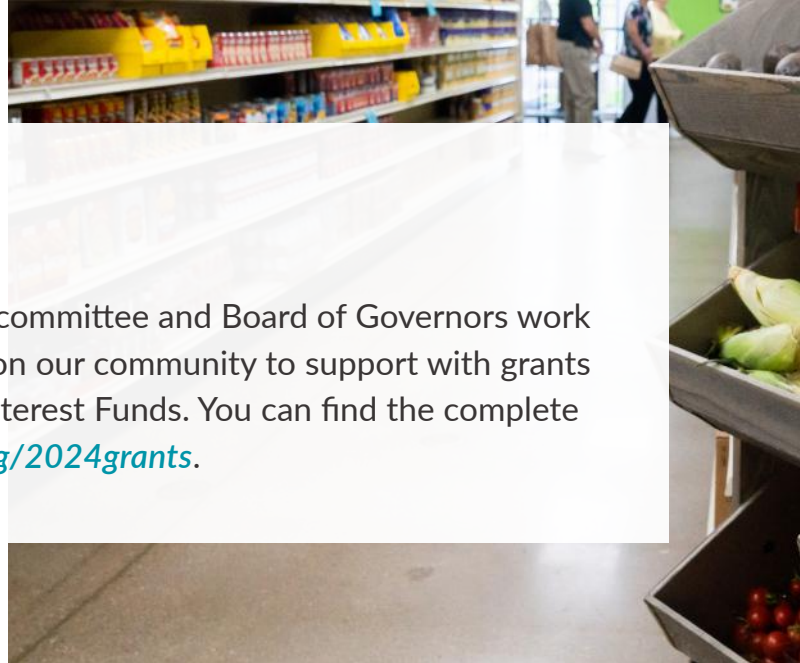 committee and Board of Governors work
on our community to support with grants
terest Funds. You can find the complete
g/2024grants.